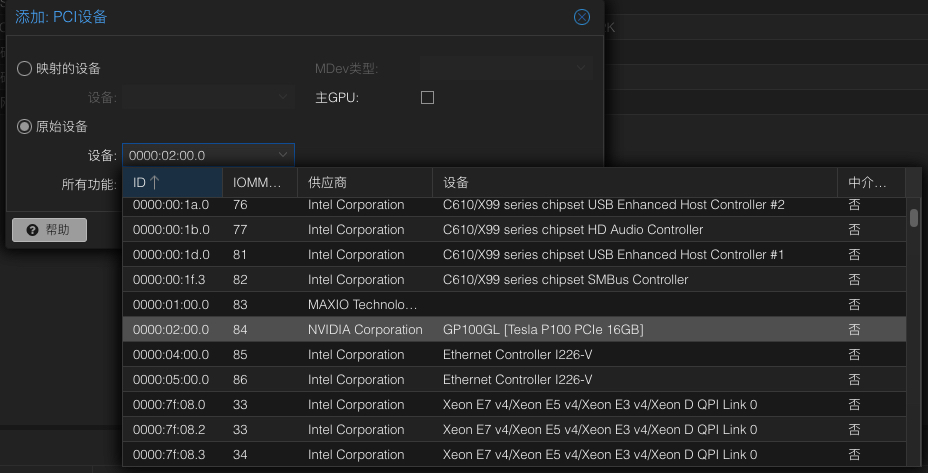 添加: PCI设备
映射的设备
MDev类型:
设备:
主GPU:
原始设备
设备: 0000:02:00.0
所有功能:
帮助
ID IOMM... 供应商 设备 中介...
0000:00:1a.0 76 Intel Corporation C610/X99 series chipset USB Enhanced Host Controller #2 否
0000:00:1b.0 77 Intel Corporation C610/X99 series chipset HD Audio Controller 否
0000:00:1d.0 81 Intel Corporation C610/X99 series chipset USB Enhanced Host Controller #1 否
0000:00:1f.3 82 Intel Corporation C610/X99 series chipset SMBus Controller 否
0000:01:00.0 83 MAXIO Technolo... 否
0000:02:00.0 84 NVIDIA Corporation GP100GL [Tesla P100 PCIe 16GB] 否
0000:04:00.0 85 Intel Corporation Ethernet Controller I226-V 否
0000:05:00.0 86 Intel Corporation Ethernet Controller I226-V 否
0000:7f:08.0 33 Intel Corporation Xeon E7 v4/Xeon E5 v4/Xeon E3 v4/Xeon D QPI Link 0 否
0000:7f:08.2 33 Intel Corporation Xeon E7 v4/Xeon E5 v4/Xeon E3 v4/Xeon D QPI Link 0 否
0000:7f:08.3 34 Intel Corporation Xeon E7 v4/Xeon E5 v4/Xeon E3 v4/Xeon D QPI Link 0 否